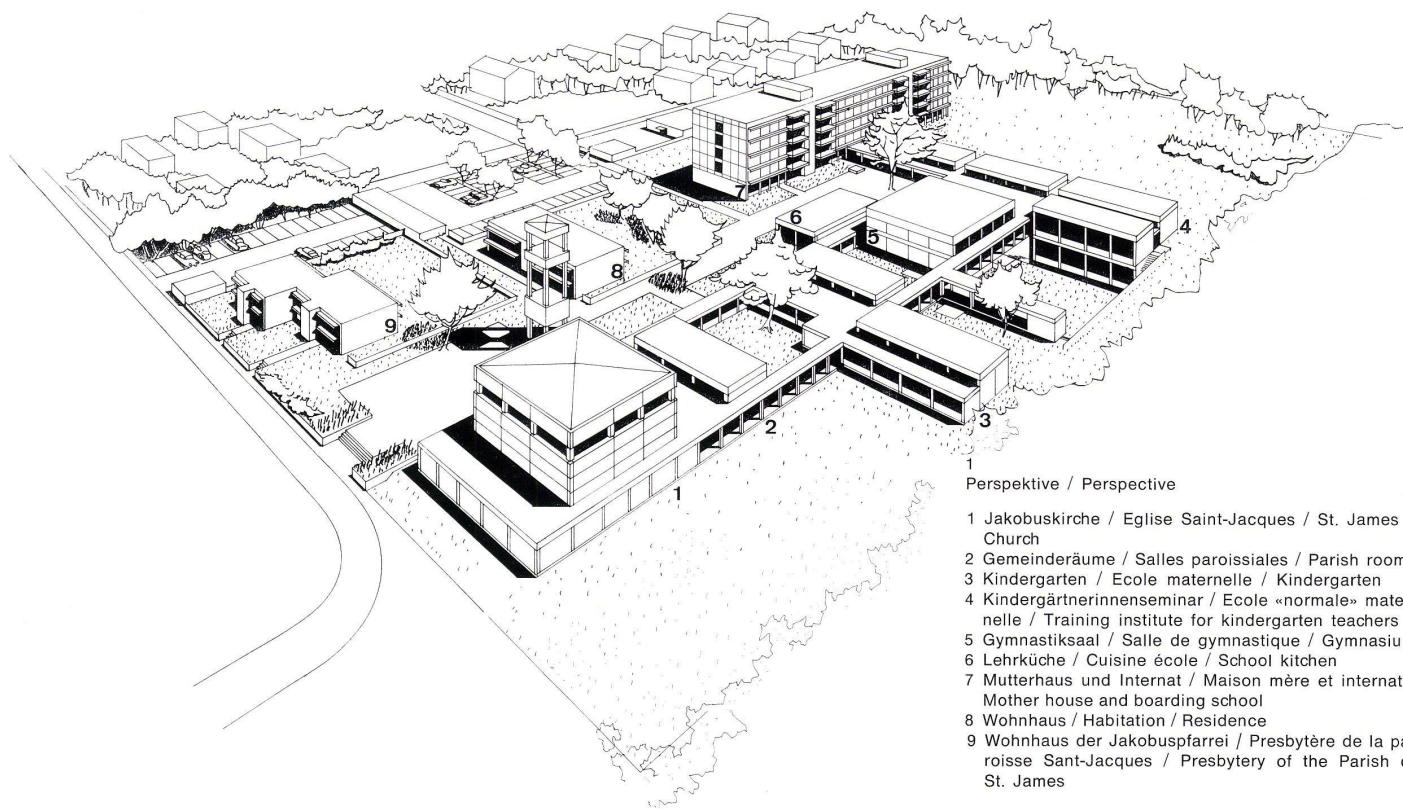 7
6
5
4
8
9
2
3
1
1
Perspektive / Perspective
1 Jakobuskirche / Eglise Saint-Jacques / St. James
Church
2 Gemeinderäume / Salles paroissiales / Parish room
3 Kindergarten / Ecole maternelle / Kindergarten
4 Kindergärtnerinnenseminar / Ecole «normale» mate
nelle / Training institute for kindergarten teachers
5 Gymnastiksaal / Salle de gymnastique / Gymnasiu
6 Lehrküche / Cuisine école / School kitchen
7 Mutterhaus und Internat / Maison mère et internat
Mother house and boarding school
8 Wohnhaus / Habitation / Residence
9 Wohnhaus der Jakobuspfarrei / Presbytère de la pa
roisse Sant-Jacques / Presbytery of the Parish
St. James